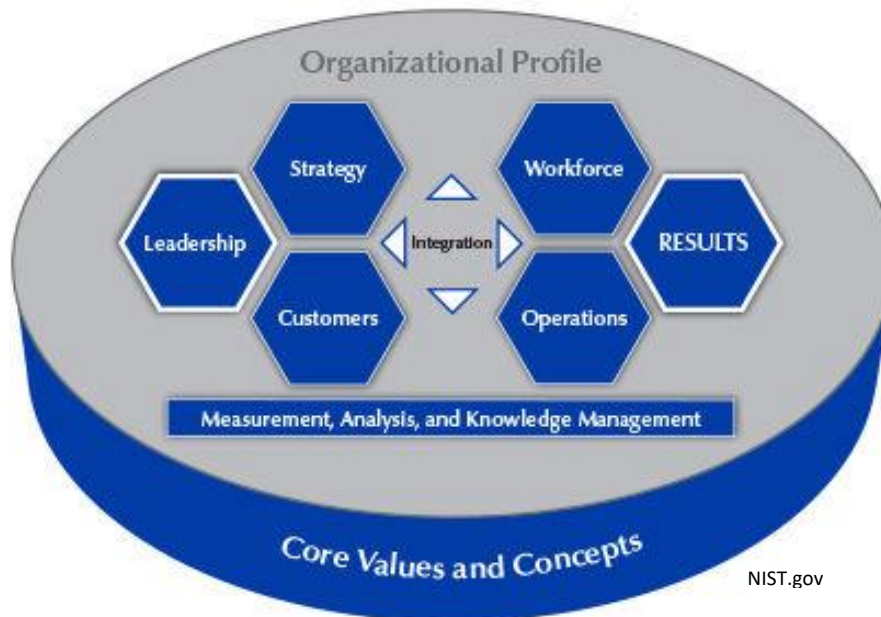 Organizational Profile
Strategy
Workforce
Leadership
Integration
RESULTS
Customers
Operations
Measurement, Analysis, and Knowledge Management
Core Values and Concepts
NIST.gov